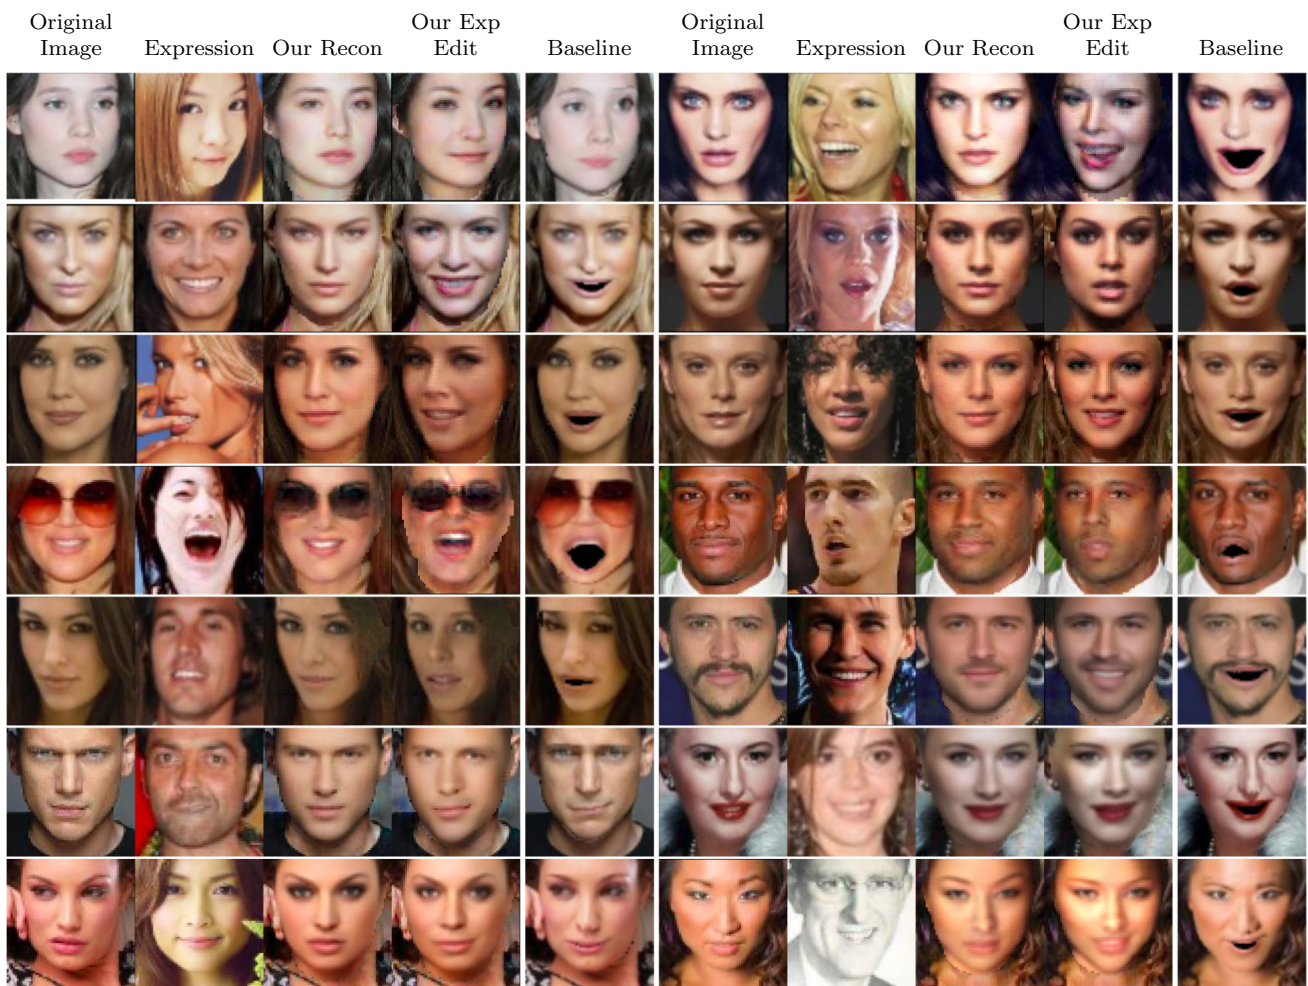 Original Image
Expression
Our Recon
Our Exp Edit
Baseline
Original Image
Expression
Our Recon
Our Exp Edit
Baseline